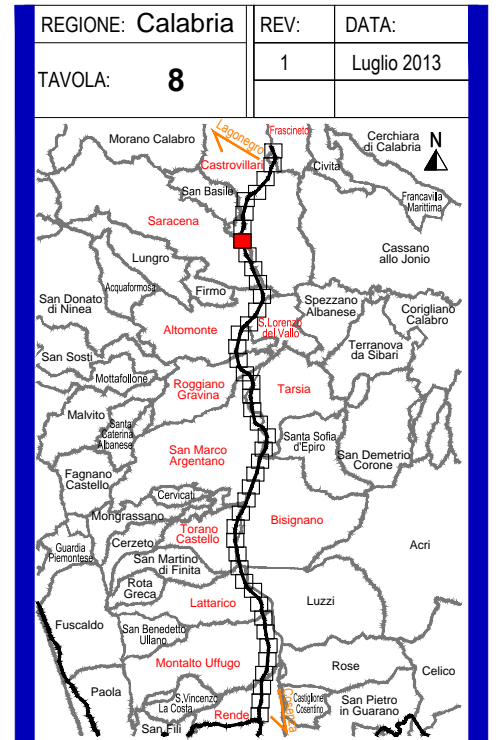 REGIONE: Calabria
REV:
DATA:
TAVOLA: 8
1
Luglio 2013
Lagonegro
Frascineto
Morano Calabro
Cerchiara
di Calabria
N
Castrovillari
Civita
San Basile
Francavilla
Marittima
Saracena
Lungro
Cassano
allo Jonio
Acquaformosa
Firmo
San Donato
di Ninea
Spezzano
Albanese
Corigliano
Calabro
Altomonte
S.Lorenzo
del Vallo
Terranova
da Sibari
San Sosti
Mottafollone
Roggiano
Gravina
Tarsia
Malvito
Santa
Caterina
Albanese
Santa Sofia
d'Epiro
San Marco
Argentano
San Demetrio
Corone
Fagnano
Castello
Cervicati
Mongrassano
Bisignano
Torano
Castello
Guardia
Piemontese
Cerzeto
Acri
San Martino
di Finita
Rota
Greca
Lattarico
Luzzi
Fuscaldo
San Benedetto
Ullano
Montalto Uffugo
Rose
Celico
Paola
S.Vincenzo
La Costa
Cosenza
Castiglione
Cosentino
San Pietro
in Guarano
Rende
San Fili